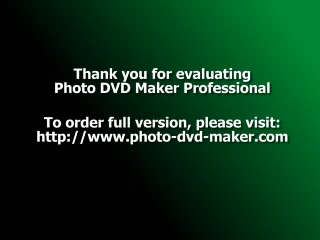 Thank you for evaluating
Photo DVD Maker Professional
To order full version, please visit:
http://www.photo-dvd-maker.com